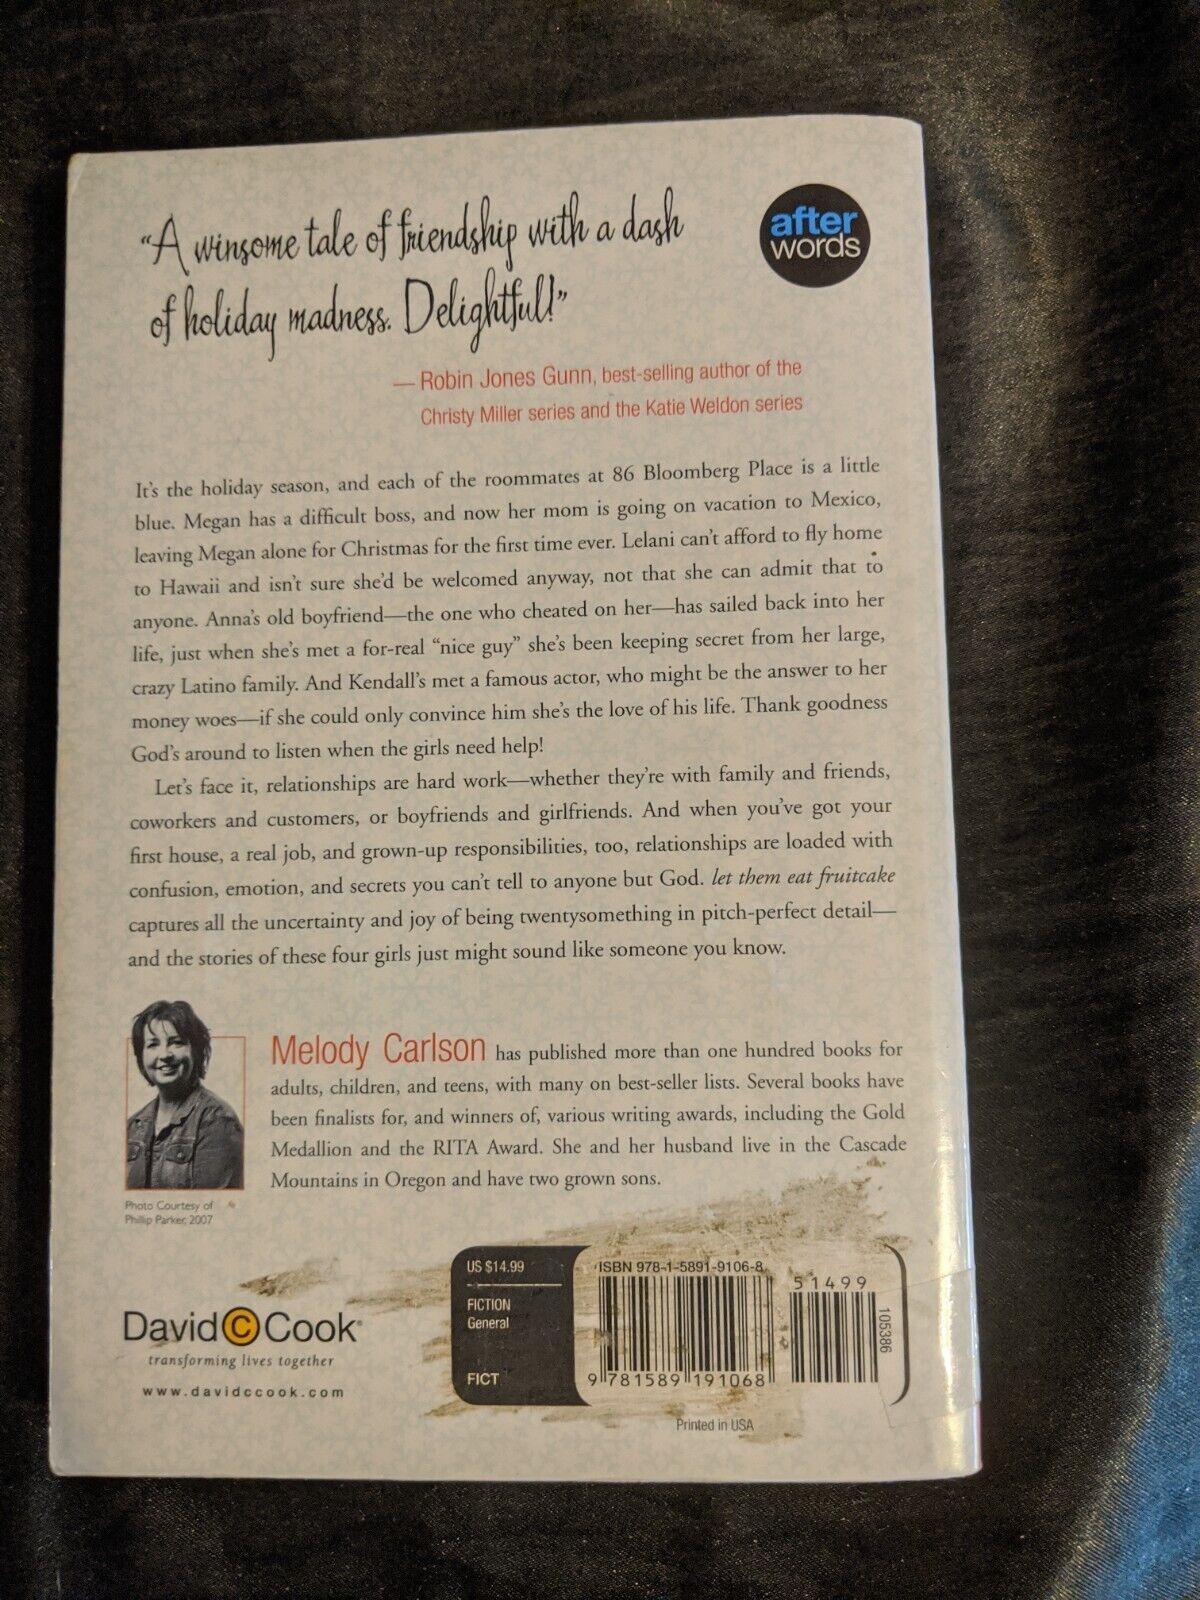 after
words
"A winsome tale of friendship with a dash
of holiday madness. Delightful!"
— Robin Jones Gunn, best-selling author of the
Christy Miller series and the Katie Weldon series
It's the holiday season, and each of the roommates at 86 Bloomberg Place is a little
blue. Megan has a difficult boss, and now her mom is going on vacation to Mexico,
leaving Megan alone for Christmas for the first time ever. Lelani can't afford to fly home
to Hawaii and isn't sure she'd be welcomed anyway, not that she can admit that to
anyone. Anna's old boyfriend—the one who cheated on her—has sailed back into her
life, just when she's met a for-real "nice guy" she's been keeping secret from her large,
crazy Latino family. And Kendall's met a famous actor, who might be the answer to her
money woes—if she could only convince him she's the love of his life. Thank goodness
God's around to listen when the girls need help!
Let's face it, relationships are hard work—whether they're with family and friends,
coworkers and customers, or boyfriends and girlfriends. And when you've got your
first house, a real job, and grown-up responsibilities, too, relationships are loaded with
confusion, emotion, and secrets you can't tell to anyone but God. let them eat fruitcake
captures all the uncertainty and joy of being twentysomething in pitch-perfect detail—
and the stories of these four girls just might sound like someone you know.
Melody Carlson has published more than one hundred books for
adults, children, and teens, with many on best-seller lists. Several books have
been finalists for, and winners of, various writing awards, including the Gold
Medallion and the RITA Award. She and her husband live in the Cascade
Mountains in Oregon and have two grown sons.
Photo Courtesy of
Phillip Parker, 2007
David C Cook®
transforming lives together
www.davidccook.com
US $14.99
FICTION
General
FICT
ISBN 978-1-5891-9106-8
51499
9 781589 191068
105386
Printed in USA